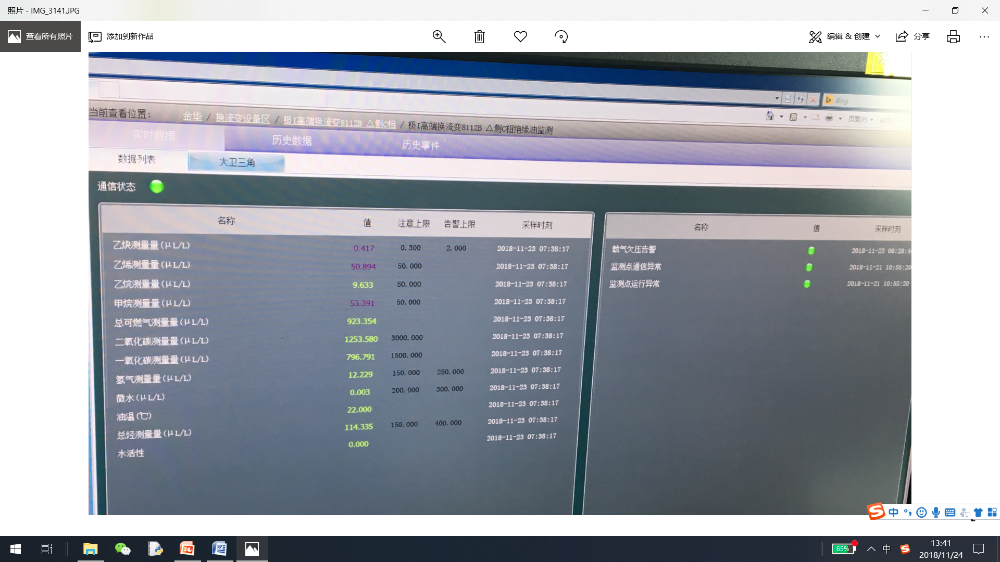 照片 - IMG_3141.JPG
查看所有照片 添加到新作品 编辑 & 创建 分享
Bing
当前查看位置： 金华 / 换流变设备区 / 极I高端换流变8112B △侧C相 / 极I高端换流变8112B △侧C相绝缘油监测
页面(P)
实时数据 历史数据 历史事件
数据列表 大卫三角
通信状态
名称 值 注意上限 告警上限 采样时刻
乙炔测量量(μL/L) 0.417 0.300 2.000 2018-11-23 07:38:17
乙烯测量量(μL/L) 50.894 50.000 2018-11-23 07:38:17
乙烷测量量(μL/L) 9.633 50.000 2018-11-23 07:38:17
甲烷测量量(μL/L) 53.391 50.000 2018-11-23 07:38:17
总可燃气测量量(μL/L) 923.354 2018-11-23 07:38:17
二氧化碳测量量(μL/L) 1253.580 3000.000 2018-11-23 07:38:17
一氧化碳测量量(μL/L) 796.791 1500.000 2018-11-23 07:38:17
氢气测量量(μL/L) 12.229 150.000 250.000 2018-11-23 07:38:17
微水(μL/L) 0.003 200.000 300.000 2018-11-23 07:38:17
油温(℃) 22.000 2018-11-23 07:38:17
总烃测量量(μL/L) 114.335 150.000 400.000 2018-11-23 07:38:17
水活性 0.000 2018-11-23 07:38:17
名称 值 采样时刻
载气欠压告警 2018-11-23 09:28:4
监测点通信异常 2018-11-21 10:55:20
监测点运行异常 2018-11-21 10:55:20
中
65% 中 13:41
2018/11/24